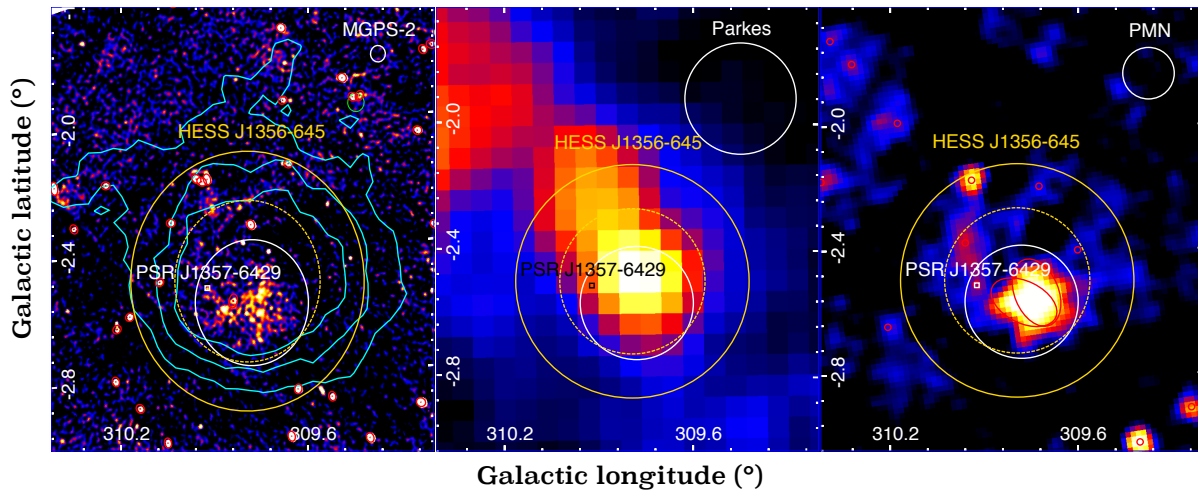 Galactic latitude (°)
MGPS-2
HESS J1356-645
PSR J1357-6429
-2.0
-2.4
-2.8
310.2
309.6
Parkes
HESS J1356-645
PSR J1357-6429
-2.0
-2.4
-2.8
310.2
309.6
PMN
HESS J1356-645
PSR J1357-6429
-2.0
-2.4
-2.8
310.2
309.6
Galactic longitude (°)